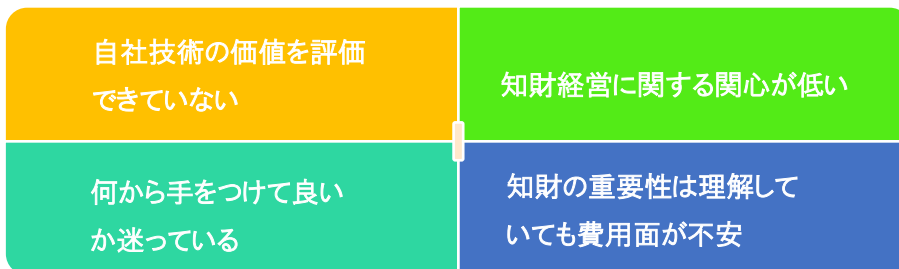 自社技術の価値を評価
できていない
知財経営に関する関心が低い
何から手をつけて良い
か迷っている
知財の重要性は理解して
いても費用面が不安